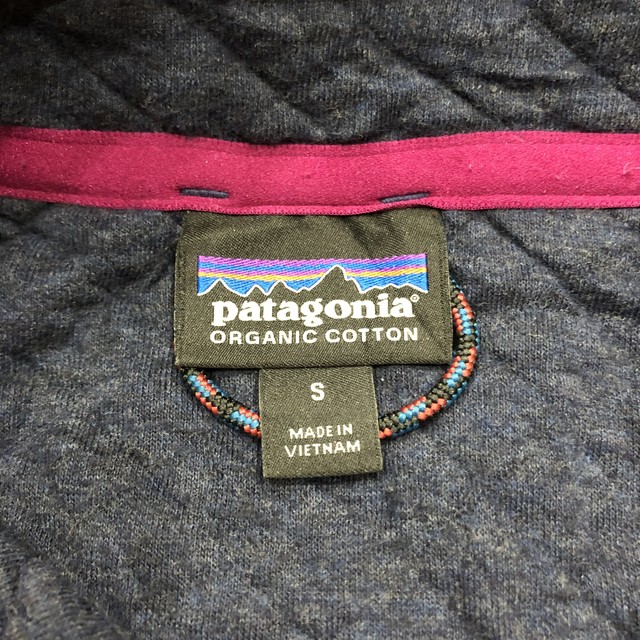 patagonia®
ORGANIC COTTON
S
MADE IN
VIETNAM